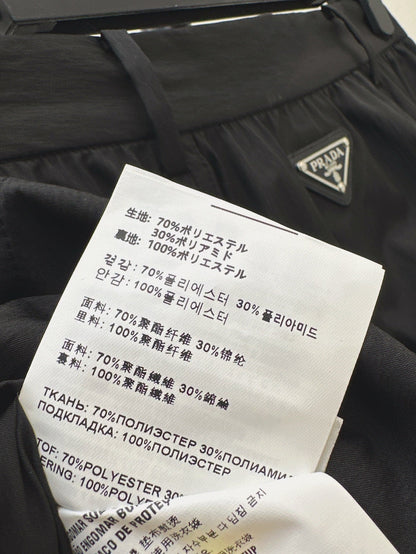 PRADA
生地: 70%ポリエステル
30%ポリアミド
裏地: 100%ポリエステル
겉감: 70%폴리에스터 30%폴리아미드
안감: 100%폴리에스터
面料: 70%聚酯纤维 30%锦纶
里料: 100%聚酯纤维
面料: 70%聚酯纖維 30%錦綸
裏料: 100%聚酯纖維
ТКАНЬ: 70%ПОЛИЭСТЕР 30%ПОЛИАМИД
ПОДКЛАДКА: 100%ПОЛИЭСТЕР
TOF: 70%POLYESTER 30%
ERING: 100%POLYESTER